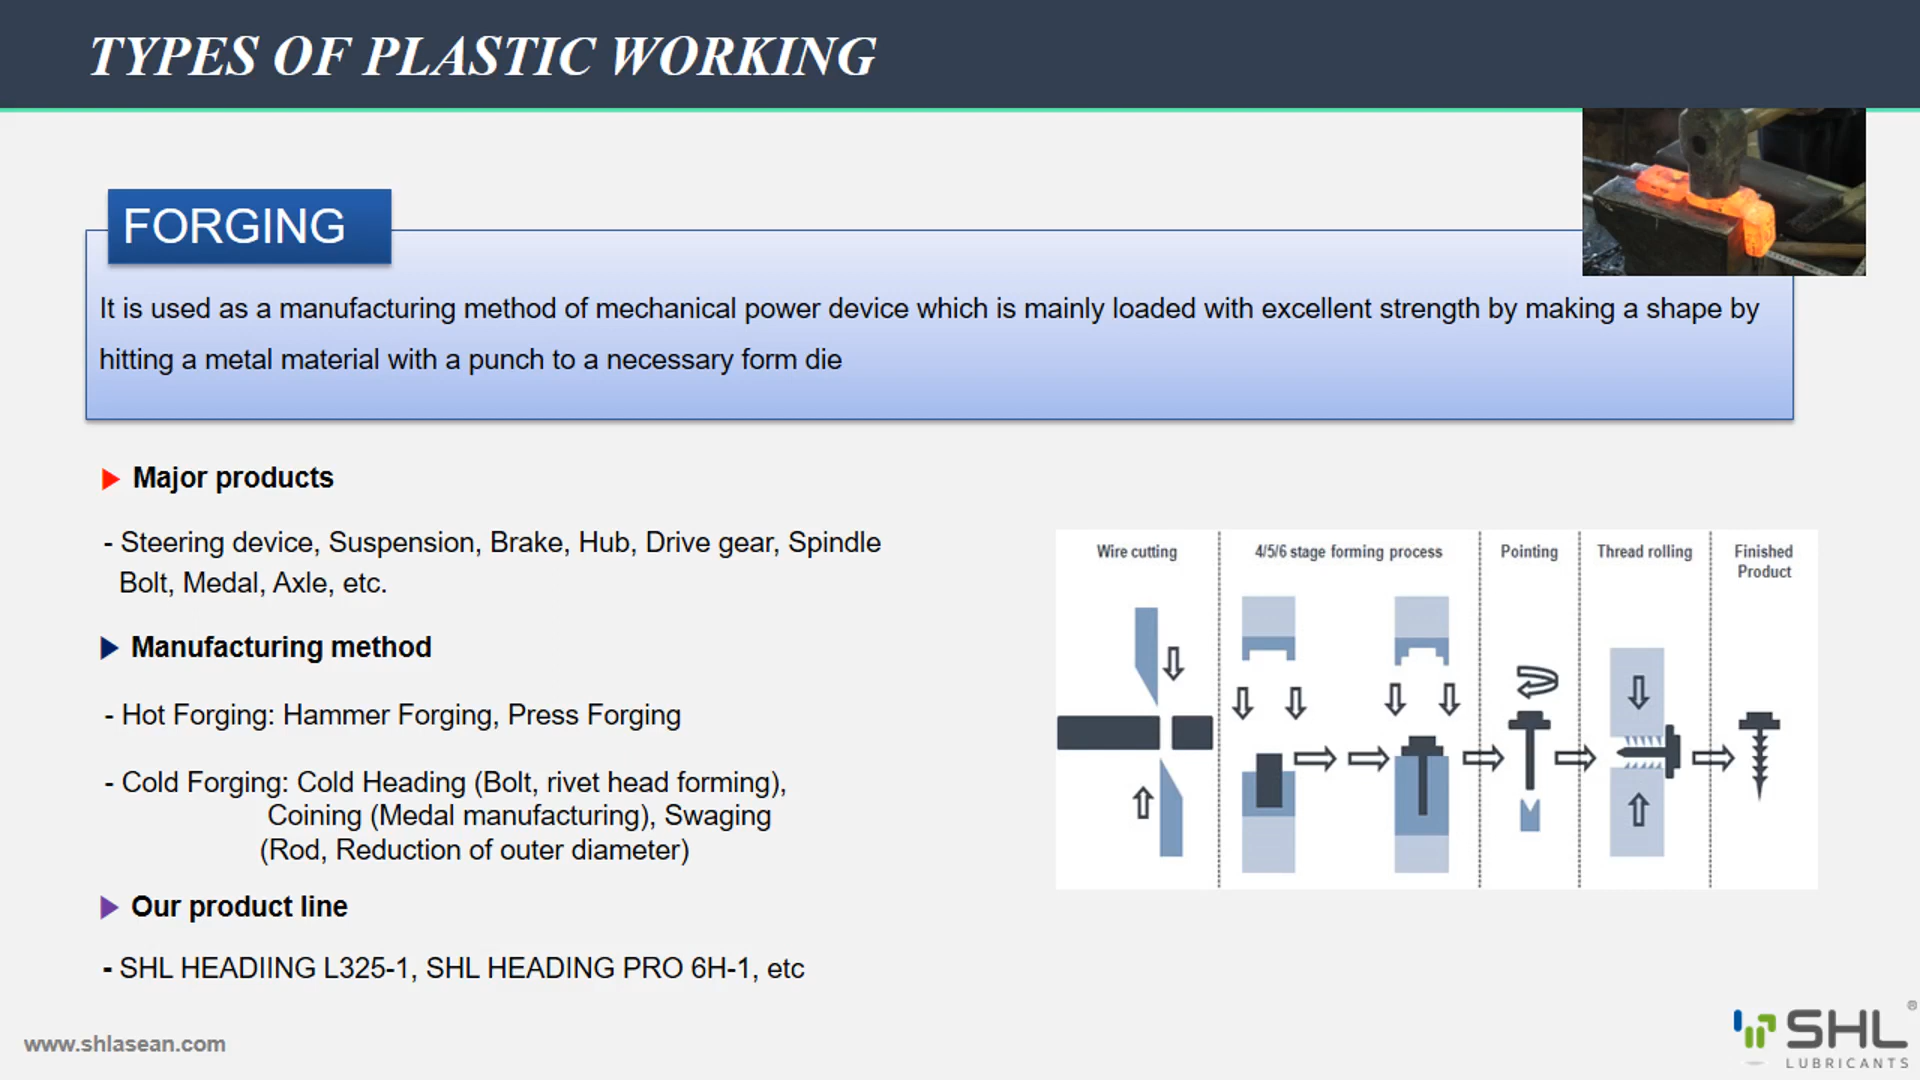 TYPES OF PLASTIC WORKING
FORGING
It is used as a manufacturing method of mechanical power device which is mainly loaded with excellent strength by making a shape by
hitting a metal material with a punch to a necessary form die
Major products
- Steering device, Suspension, Brake, Hub, Drive gear, Spindle
Bolt, Medal, Axle, etc.
Manufacturing method
- Hot Forging: Hammer Forging, Press Forging
- Cold Forging: Cold Heading (Bolt, rivet head forming),
Coining (Medal manufacturing), Swaging
(Rod, Reduction of outer diameter)
Our product line
- SHL HEADIING L325-1, SHL HEADING PRO 6H-1, etc
Wire cutting
4/5/6 stage forming process
Pointing
Thread rolling
Finished
Product
www.shlasean.com
SHL®
LUBRICANTS